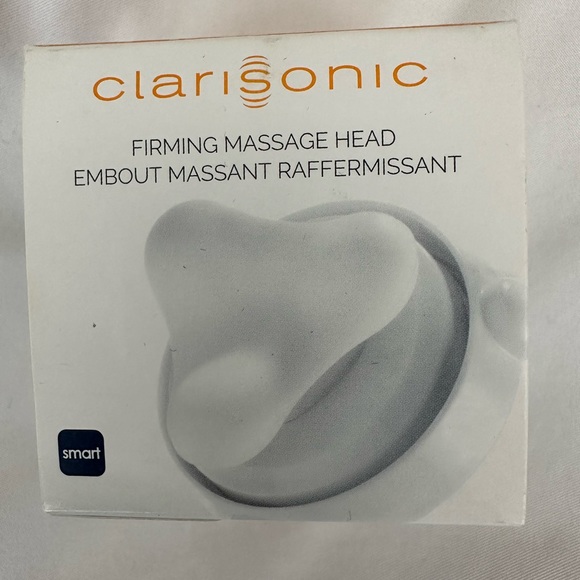 clarisonic
FIRMING MASSAGE HEAD
EMBOUT MASSANT RAFFERMISSANT
smart